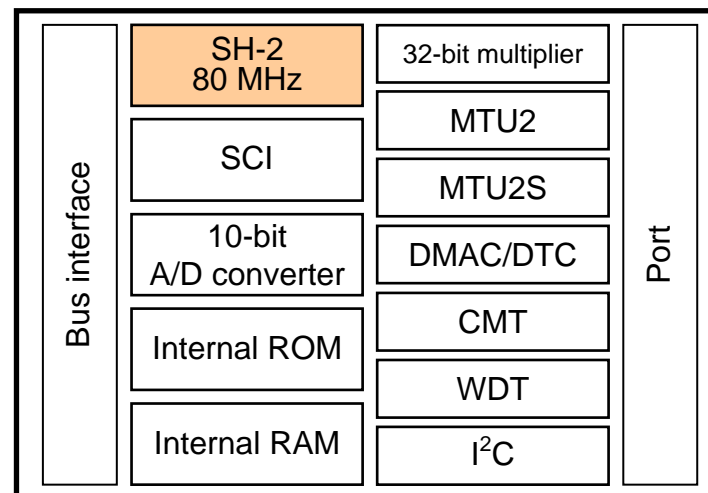 Bus interface
SH-2
80 MHz
SCI
10-bit
A/D converter
Internal ROM
Internal RAM
32-bit multiplier
MTU2
MTU2S
DMAC/DTC
CMT
WDT
I²C
Port